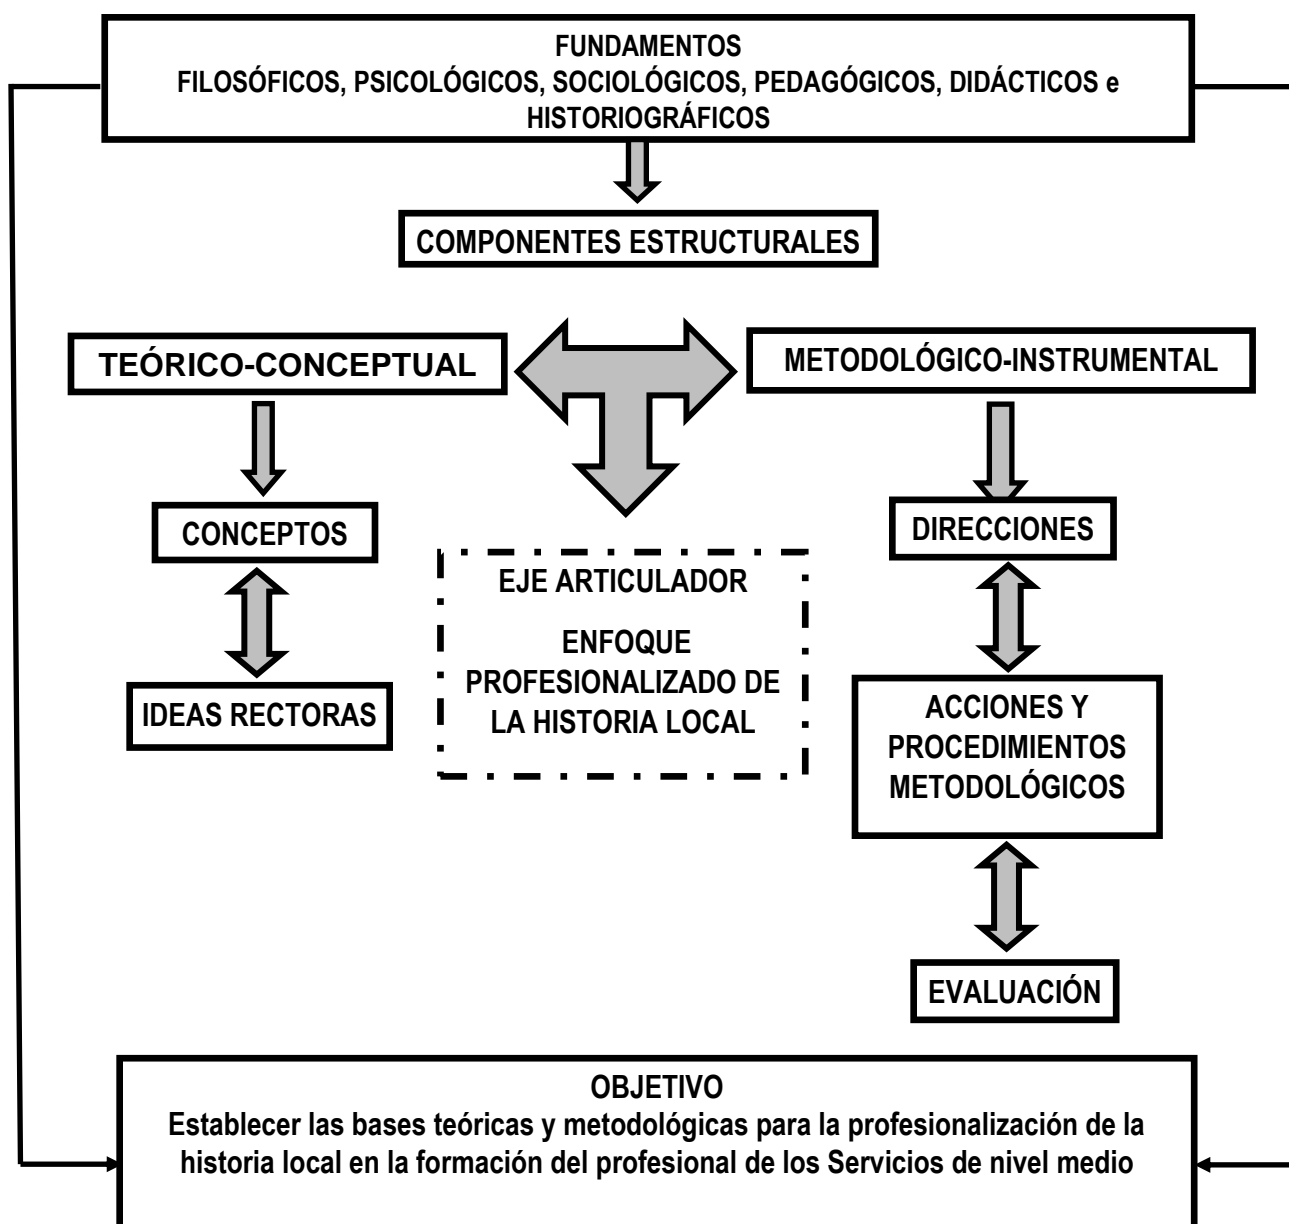 FUNDAMENTOS
FILOSÓFICOS, PSICOLÓGICOS, SOCIOLÓGICOS, PEDAGÓGICOS, DIDÁCTICOS e
HISTORIOGRÁFICOS
COMPONENTES ESTRUCTURALES
TEÓRICO-CONCEPTUAL
METODOLÓGICO-INSTRUMENTAL
CONCEPTOS
DIRECCIONES
EJE ARTICULADOR
ENFOQUE
PROFESIONALIZADO DE
LA HISTORIA LOCAL
IDEAS RECTORAS
ACCIONES Y
PROCEDIMIENTOS
METODOLÓGICOS
EVALUACIÓN
OBJETIVO
Establecer las bases teóricas y metodológicas para la profesionalización de la
historia local en la formación del profesional de los Servicios de nivel medio